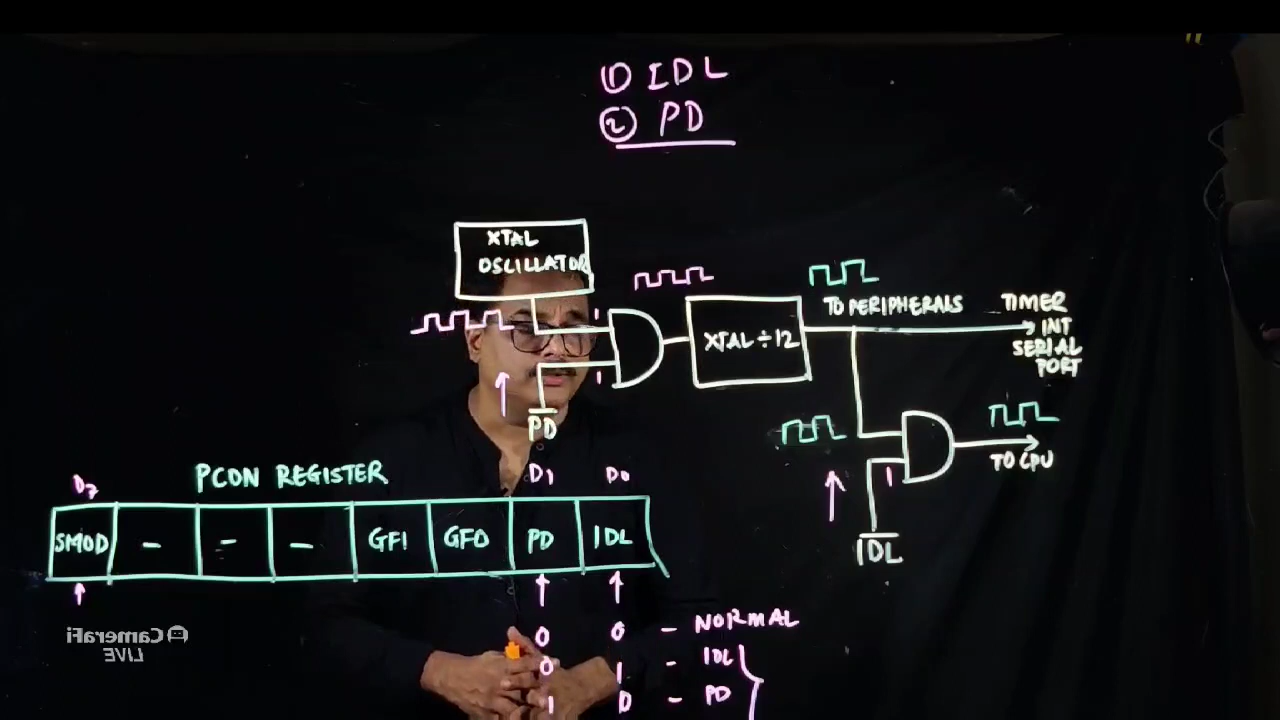 ① IDL
② PD
XTAL
OSCILLATOR
1
1
PD
XTAL ÷ 12
TO PERIPHERALS
TIMER
INT
SERIAL
PORT
TO CPU
1
IDL
PCON REGISTER
D7 D1 D0
SMOD - - - GF1 GF0 PD IDL
0 0 - NORMAL
0 1 - IDL
1 0 - PD
CameraFi
LIVE